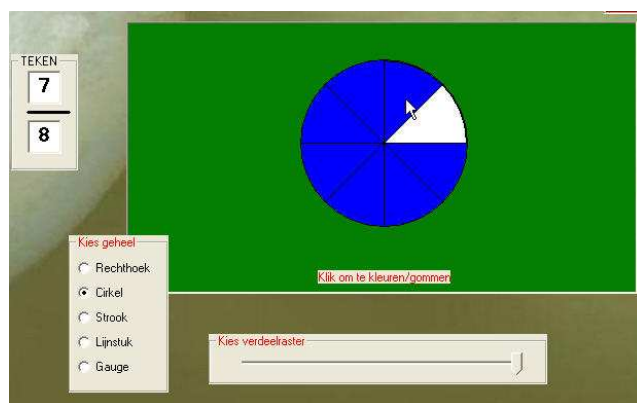 TEKEN
7
8
Kies geheel
Rechthoek
Cirkel
Strook
Lijnstuk
Gauge
Klik om te kleuren/gommen
Kies verdeelraster